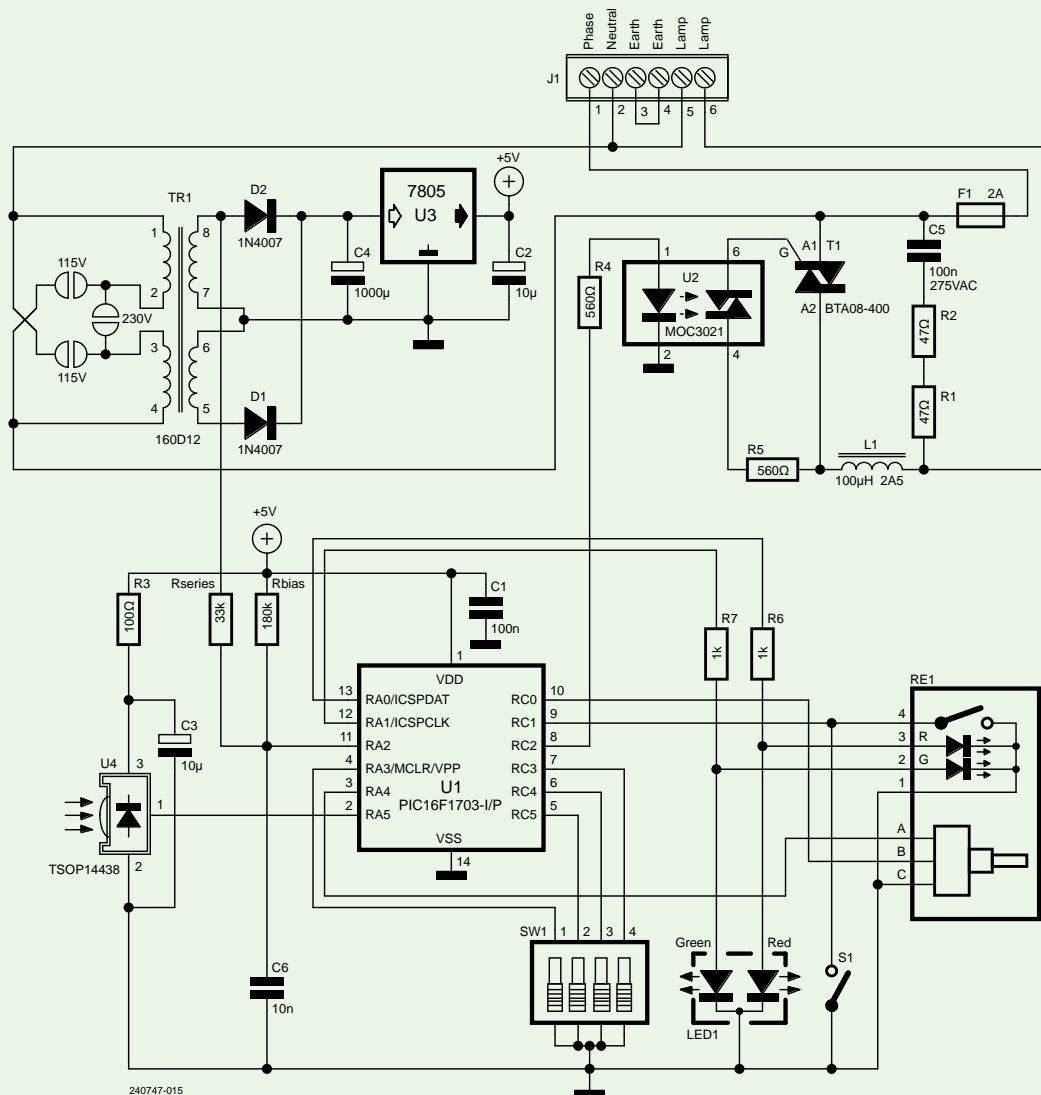 Phase Neutral Earth Earth Lamp Lamp
J1
1 2 3 4 5 6
+5V
TR1
D2
1N4007
7805
U3
F1 2A
1 8
C4
1000µ
C2
10µ
R4
560Ω
1 6
U2
MOC3021
2 4
G A1 T1
A2 BTA08-400
C5
100n
275VAC
115V
230V
115V
2 7
3 6
4 5
160D12
D1
1N4007
R2
47Ω
R1
47Ω
R5
560Ω
L1
100µH 2A5
+5V
R3
100Ω
Rseries
33k
Rbias
180k
C1
100n
R7
1k
R6
1k
1
VDD
13 RA0/ICSPDAT RC0 10
12 RA1/ICSPCLK RC1 9
11 RA2 RC2 8
4 RA3/MCLR/VPP RC3 7
3 RA4 RC4 6
2 RA5 RC5 5
U1
PIC16F1703-I/P
VSS
14
C3
10µ
U4
3
1
2
TSOP14438
RE1
4
3 R
2 G
1
A
B
C
SW1 1 2 3 4
Green Red
LED1
S1
C6
10n
240747-015